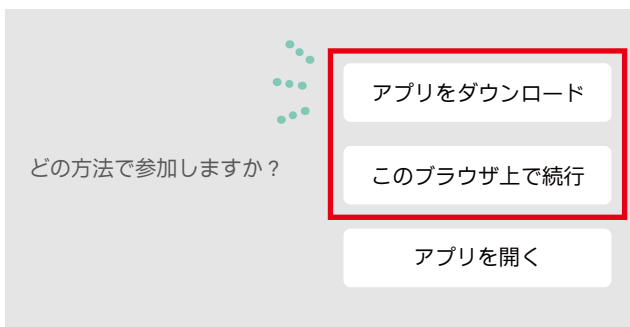 どの方法で参加しますか？
アプリをダウンロード
このブラウザ上で続行
アプリを開く